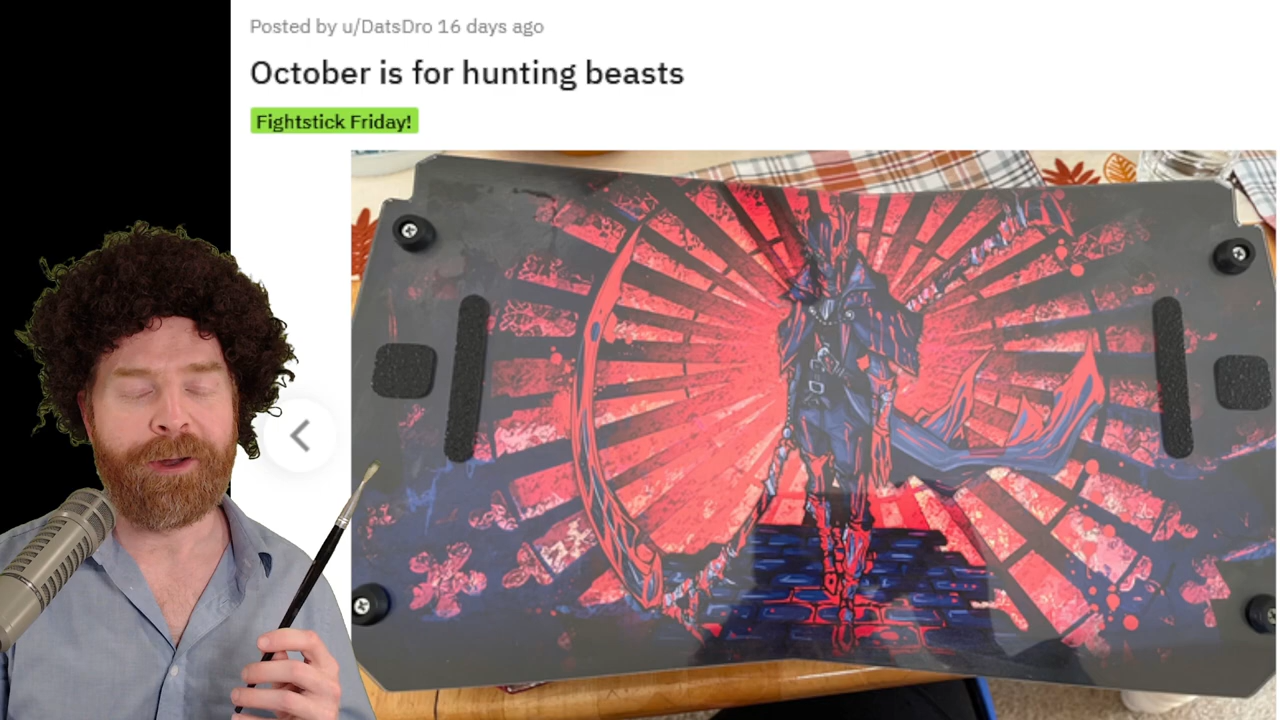 Posted by u/DatsDro 16 days ago
October is for hunting beasts
Fightstick Friday!